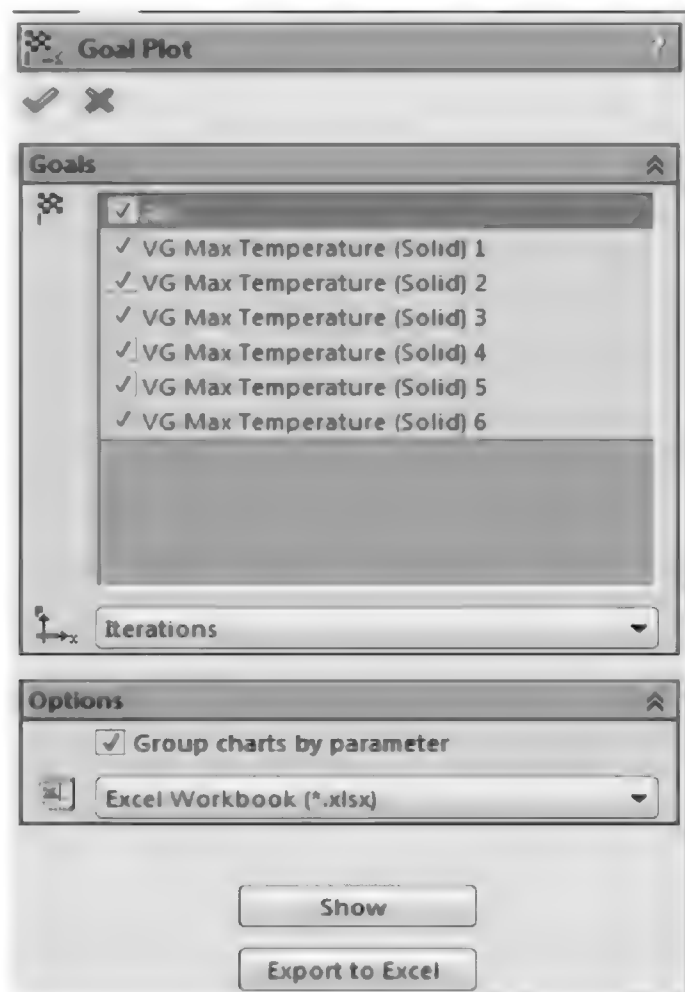 Goal Plot
?
Goals
VG Max Temperature (Solid) 1
VG Max Temperature (Solid) 2
VG Max Temperature (Solid) 3
VG Max Temperature (Solid) 4
VG Max Temperature (Solid) 5
VG Max Temperature (Solid) 6
Iterations
Options
Group charts by parameter
Excel Workbook (*.xlsx)
Show
Export to Excel